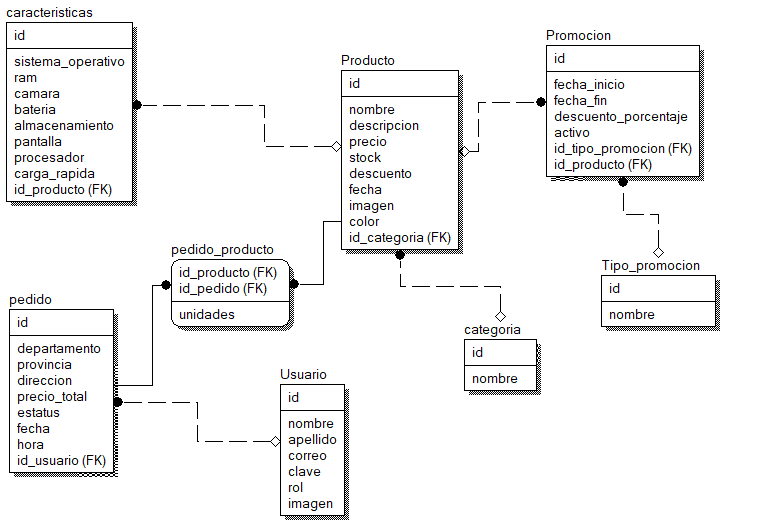 caracteristicas
id
sistema_operativo
ram
camara
bateria
almacenamiento
pantalla
procesador
carga_rapida
id_producto (FK)
Producto
id
nombre
descripcion
precio
stock
descuento
fecha
imagen
color
id_categoria (FK)
Promocion
id
fecha_inicio
fecha_fin
descuento_porcentaje
activo
id_tipo_promocion (FK)
id_producto (FK)
pedido_producto
id_producto (FK)
id_pedido (FK)
unidades
Tipo_promocion
id
nombre
pedido
id
departamento
provincia
direccion
precio_total
estatus
fecha
hora
id_usuario (FK)
categoria
id
nombre
Usuario
id
nombre
apellido
correo
clave
rol
imagen